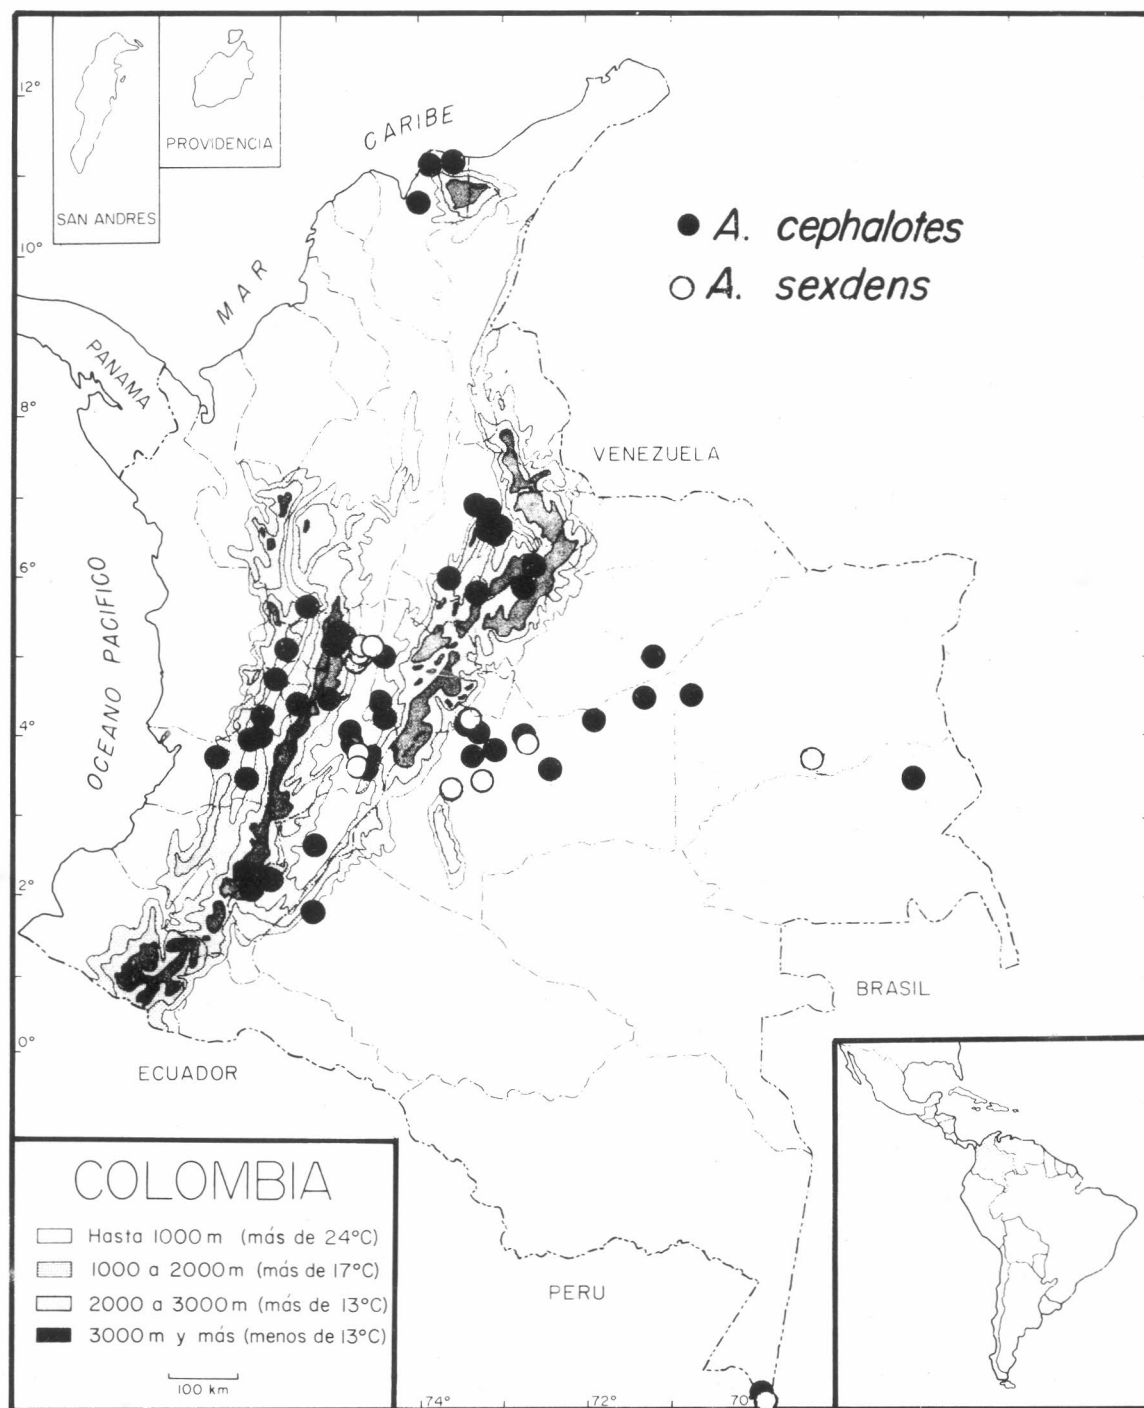 12°
CARIBE
PROVIDENCIA
SAN ANDRES
● A. cephalotes
10°
○ A. sexdens
MAR
PANAMA
8°
VENEZUELA
6°
OCEANO PACIFICO
4°
2°
BRASIL
0°
ECUADOR
COLOMBIA
Hasta 1000 m (más de 24°C)
1000 a 2000 m (más de 17°C)
2000 a 3000 m (más de 13°C)
3000 m y más (menos de 13°C)
100 km
PERU
74°
72°
70°